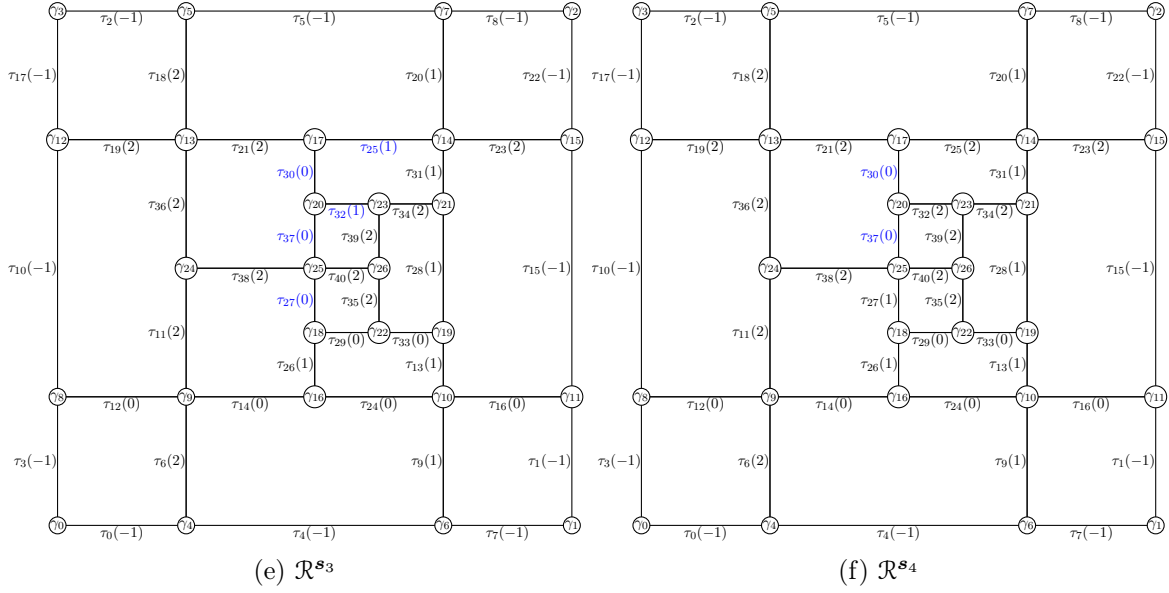 γ3 γ5 γ7 γ2 γ3 γ5 γ7 γ2
τ2(−1) τ5(−1) τ8(−1) τ2(−1) τ5(−1) τ8(−1)
τ17(−1) τ18(2) τ20(1) τ22(−1) τ17(−1) τ18(2) τ20(1) τ22(−1)
γ12 γ13 γ17 γ14 γ15 γ12 γ13 γ17 γ14 γ15
τ19(2) τ21(2) τ25(1) τ23(2) τ19(2) τ21(2) τ25(2) τ23(2)
τ30(0) τ31(1) τ30(0) τ31(1)
τ36(2) γ20 γ23 γ21 τ36(2) γ20 γ23 γ21
τ32(1) τ34(2) τ32(2) τ34(2)
τ37(0) τ39(2) τ37(0) τ39(2)
τ10(−1) γ24 γ25 γ26 τ28(1) τ15(−1) τ10(−1) γ24 γ25 γ26 τ28(1) τ15(−1)
τ38(2) τ40(2) τ38(2) τ40(2)
τ27(0) τ35(2) τ27(1) τ35(2)
τ11(2) γ18 γ22 γ19 τ11(2) γ18 γ22 γ19
τ29(0) τ33(0) τ29(0) τ33(0)
τ26(1) τ13(1) τ26(1) τ13(1)
γ8 γ9 γ16 γ10 γ11 γ8 γ9 γ16 γ10 γ11
τ12(0) τ14(0) τ24(0) τ16(0) τ12(0) τ14(0) τ24(0) τ16(0)
τ3(−1) τ6(2) τ9(1) τ1(−1) τ3(−1) τ6(2) τ9(1) τ1(−1)
γ0 γ4 γ6 γ1 γ0 γ4 γ6 γ1
τ0(−1) τ4(−1) τ7(−1) τ0(−1) τ4(−1) τ7(−1)
(e) ℛ^𝒔3 (f) ℛ^𝒔4